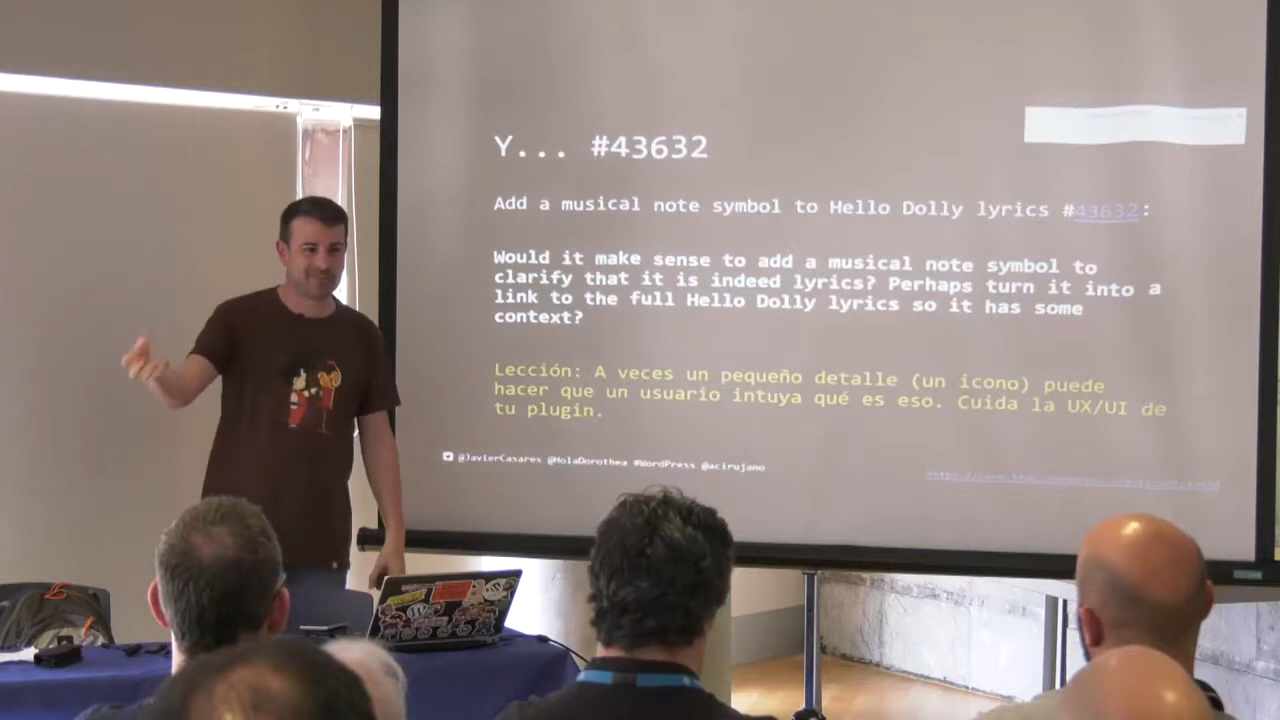 Y... #43632
Add a musical note symbol to Hello Dolly lyrics #43632:
Would it make sense to add a musical note symbol to
clarify that it is indeed lyrics? Perhaps turn it into a
link to the full Hello Dolly lyrics so it has some
context?
Lección: A veces un pequeño detalle (un icono) puede
hacer que un usuario intuya qué es eso. Cuida la UX/UI de
tu plugin.
@JavierCasares @HolaDorothea #WordPress @acirujano